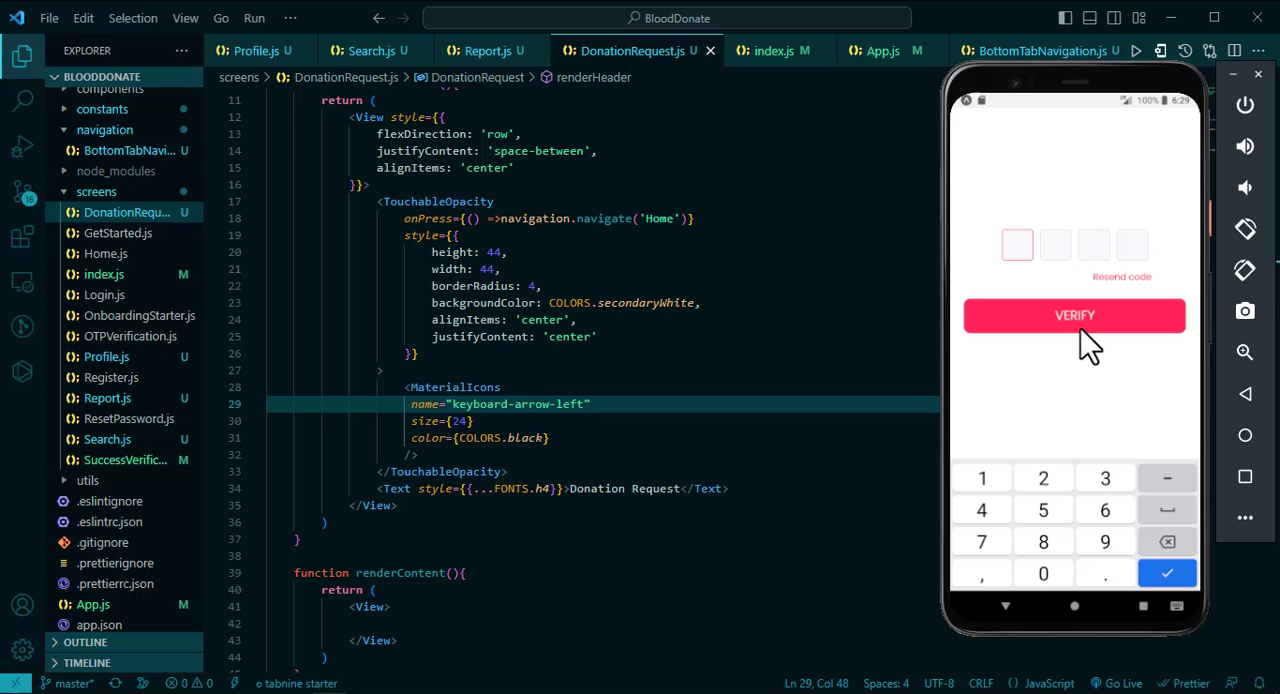 File Edit Selection View Go Run ···
BloodDonate
EXPLORER
BLOODDONATE
components
constants
navigation
BottomTabNavi... U
node_modules
screens
DonationRequ... U
GetStarted.js
Home.js
index.js M
Login.js
OnboardingStarter.js
OTPVerification.js
Profile.js U
Register.js
Report.js U
ResetPassword.js
Search.js U
SuccessVerific... M
utils
.eslintignore
.eslintrc.json
.gitignore
.prettierignore
.prettierrc.json
App.js M
app.json
OUTLINE
TIMELINE
Profile.js U Search.js U Report.js U DonationRequest.js U index.js M App.js M BottomTabNavigation.js U
screens > DonationRequest.js > DonationRequest > renderHeader
11 return (
12 <View style={{
13 flexDirection: 'row',
14 justifyContent: 'space-between',
15 alignItems: 'center'
16 }}>
17 <TouchableOpacity
18 onPress={() =>navigation.navigate('Home')}
19 style={{
20 height: 44,
21 width: 44,
22 borderRadius: 4,
23 backgroundColor: COLORS.secondaryWhite,
24 alignItems: 'center',
25 justifyContent: 'center'
26 }}
27 >
28 <MaterialIcons
29 name="keyboard-arrow-left"
30 size={24}
31 color={COLORS.black}
32 />
33 </TouchableOpacity>
34 <Text style={{...FONTS.h4}}>Donation Request</Text>
35 </View>
36 )
37 }
38
39 function renderContent(){
40 return (
41 <View>
42
43 </View>
44 )
100% 6:29
Resend code
VERIFY
1 2 3 -
4 5 6
7 8 9
, 0 .
16
master* 0 0 tabnine starter
Ln 29, Col 48 Spaces: 4 UTF-8 CRLF {} JavaScript Go Live Prettier